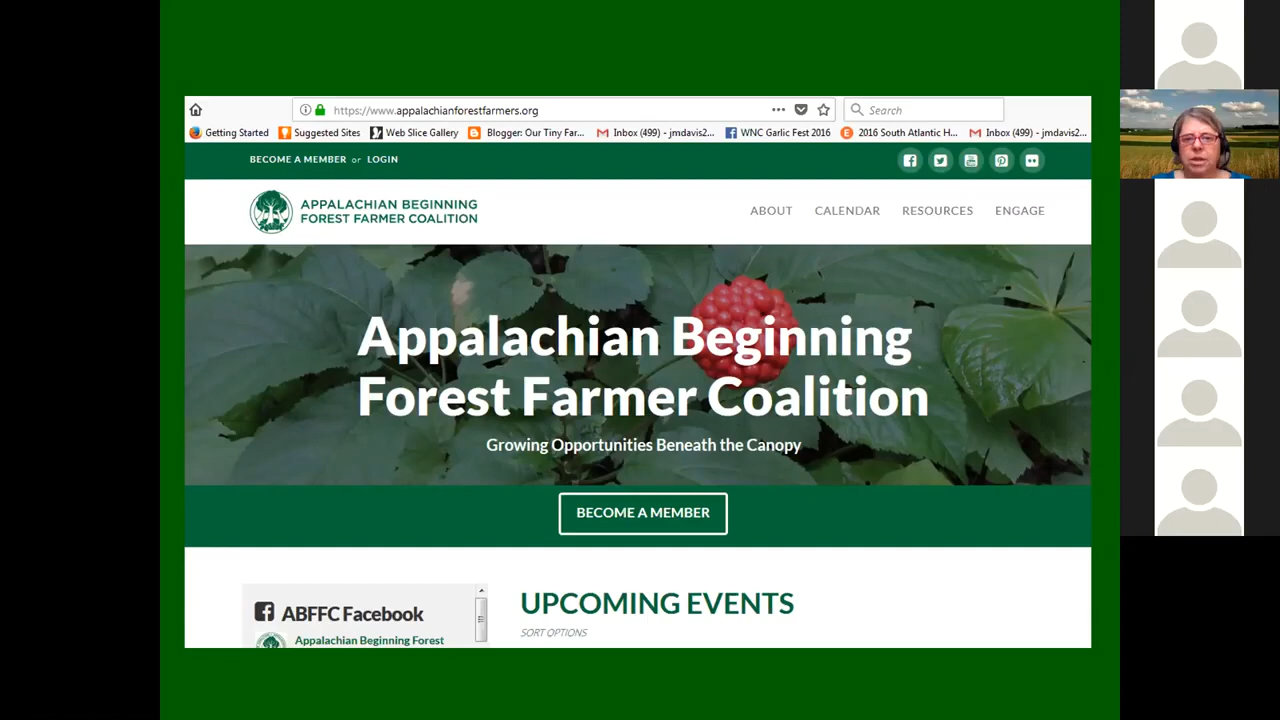 https://www.appalachianforestfarmers.org
Search
Getting Started Suggested Sites Web Slice Gallery Blogger: Our Tiny Far... Inbox (499) - jmdavis2... WNC Garlic Fest 2016 2016 South Atlantic H... Inbox (499) - jmdavis2...
BECOME A MEMBER or LOGIN
APPALACHIAN BEGINNING
FOREST FARMER COALITION
ABOUT CALENDAR RESOURCES ENGAGE
Appalachian Beginning
Forest Farmer Coalition
Growing Opportunities Beneath the Canopy
BECOME A MEMBER
ABFFC Facebook
Appalachian Beginning Forest
UPCOMING EVENTS
SORT OPTIONS